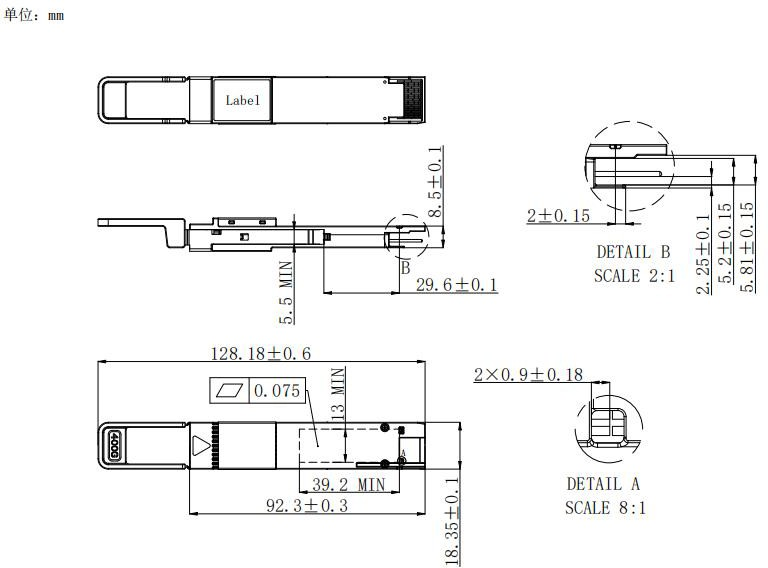 单位: mm
Label
8.5±0.1
B
29.6±0.1
5.5 MIN
2±0.15
2.25±0.1
5.2±0.15
5.81±0.15
DETAIL B
SCALE 2:1
128.18±0.6
0.075
13 MIN
400G
A
39.2 MIN
92.3±0.3
18.35±0.1
2×0.9±0.18
DETAIL A
SCALE 8:1